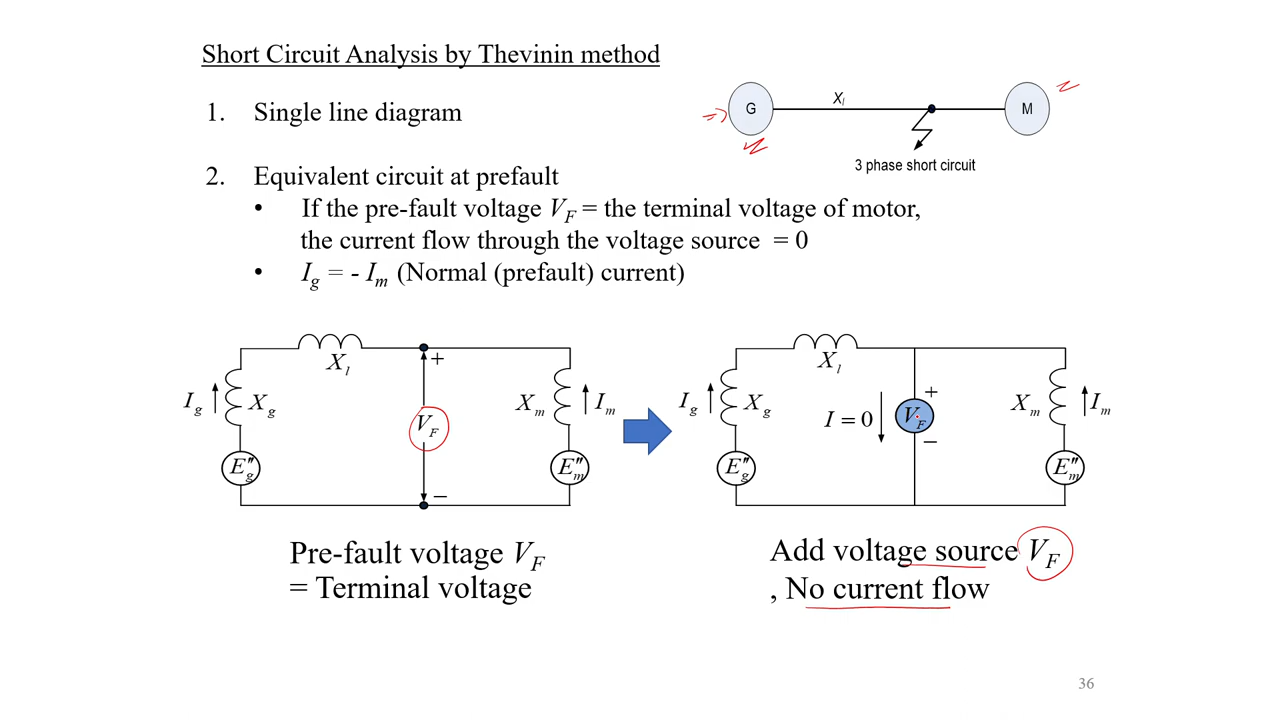 Short Circuit Analysis by Thevinin method
1. Single line diagram
G
X_l
M
3 phase short circuit
2. Equivalent circuit at prefault
• If the pre-fault voltage V_F = the terminal voltage of motor,
the current flow through the voltage source = 0
• I_g = - I_m (Normal (prefault) current)
X_l
+
I_g
X_g
V_F
X_m
I_m
E"_g
E"_m
−
X_l
+
I_g
X_g
I = 0
V_F
X_m
I_m
−
E"_g
E"_m
Pre-fault voltage V_F
= Terminal voltage
Add voltage source V_F
, No current flow
36